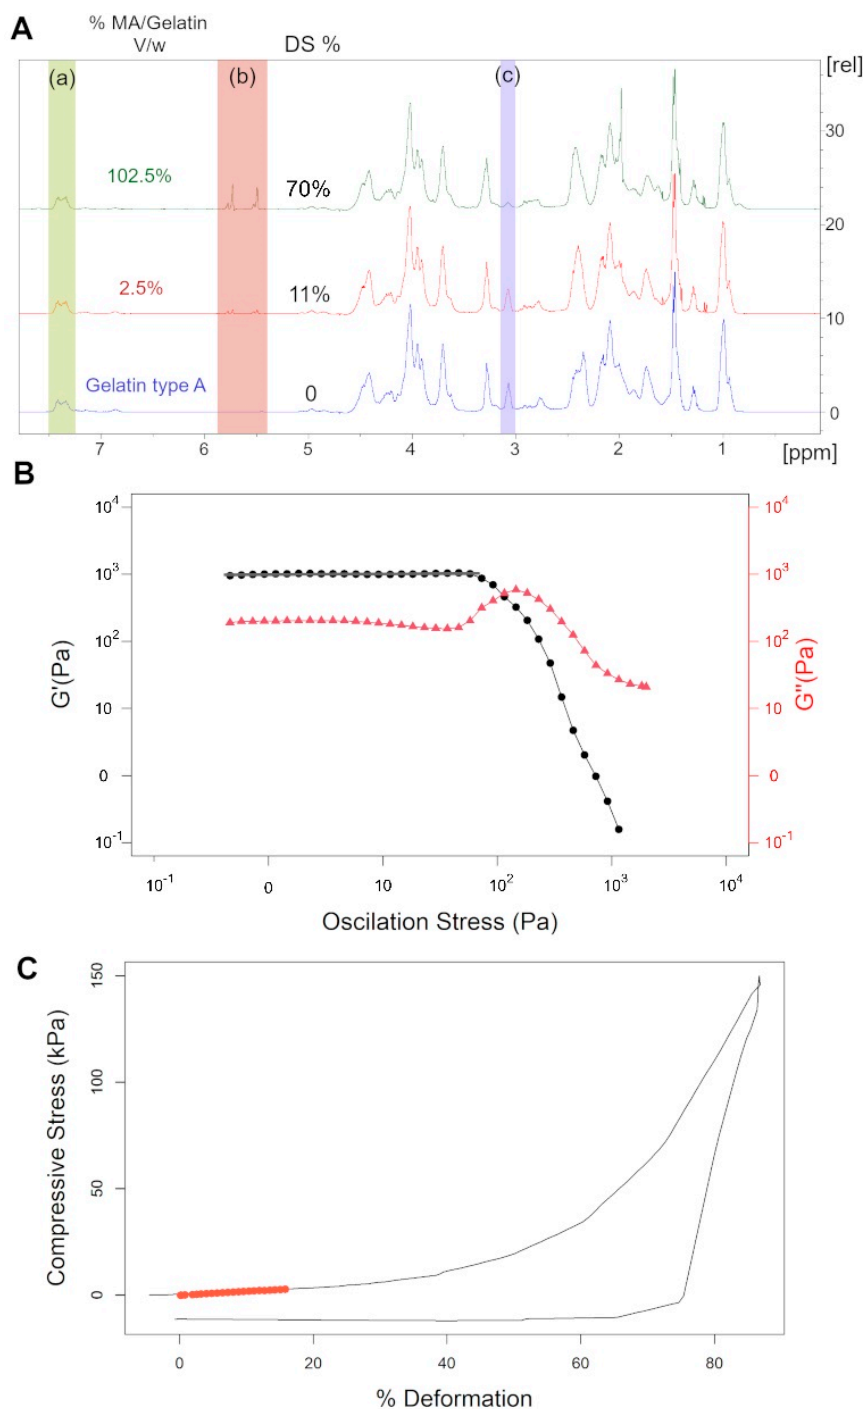 A
% MA/Gelatin
V/w
DS %
[rel]
(a)
(b)
(c)
30
102.5%
70%
20
2.5%
11%
10
Gelatin type A
0
0
7 6 5 4 3 2 1 [ppm]
B
10⁴ 10⁴
10³ 10³
10² 10²
10 10
0 0
10⁻¹ 10⁻¹
G'(Pa)
G"(Pa)
10⁻¹ 0 10 10² 10³ 10⁴
Oscilation Stress (Pa)
C
150
100
50
0
Compressive Stress (kPa)
0 20 40 60 80
% Deformation